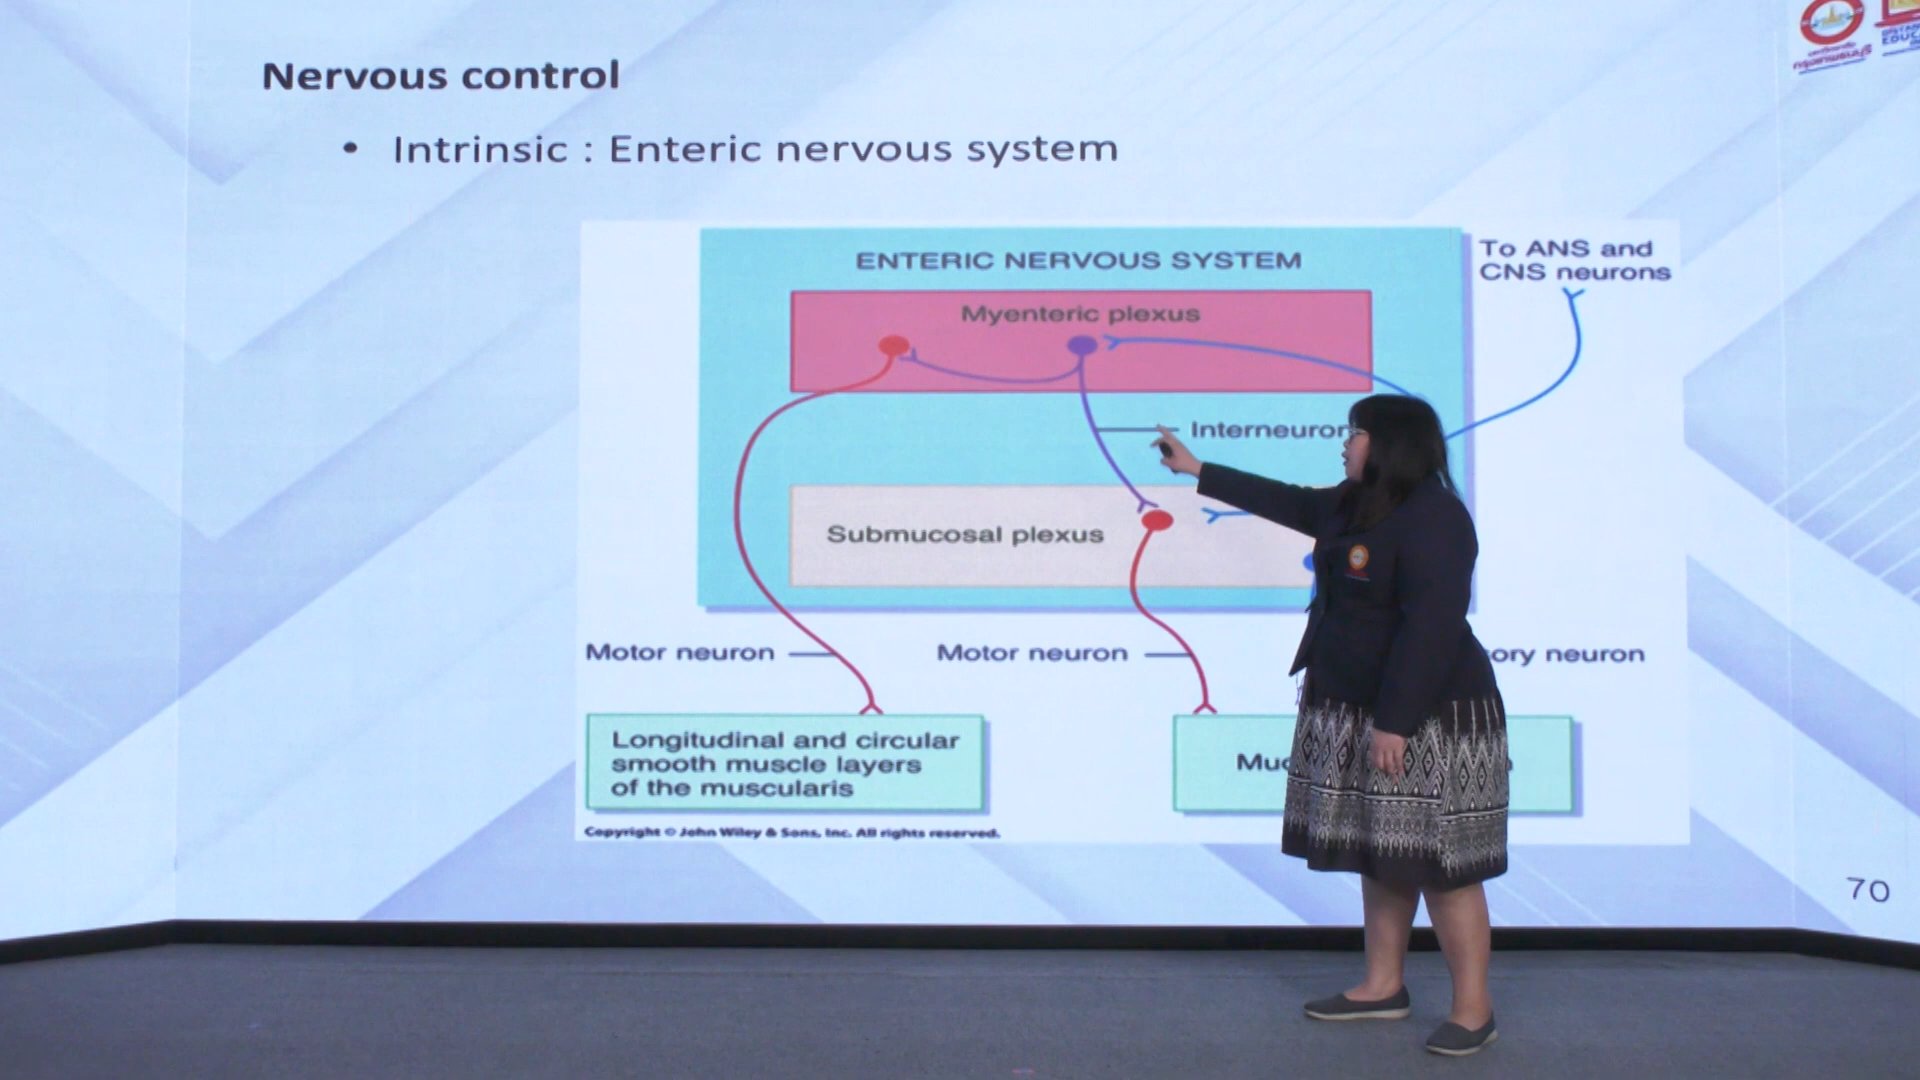 Nervous control
• Intrinsic : Enteric nervous system
ENTERIC NERVOUS SYSTEM
To ANS and
CNS neurons
Myenteric plexus
Interneuron
Submucosal plexus
Motor neuron
Motor neuron
neuron
Longitudinal and circular
smooth muscle layers
of the muscularis
Copyright © John Wiley & Sons, Inc. All rights reserved.
70